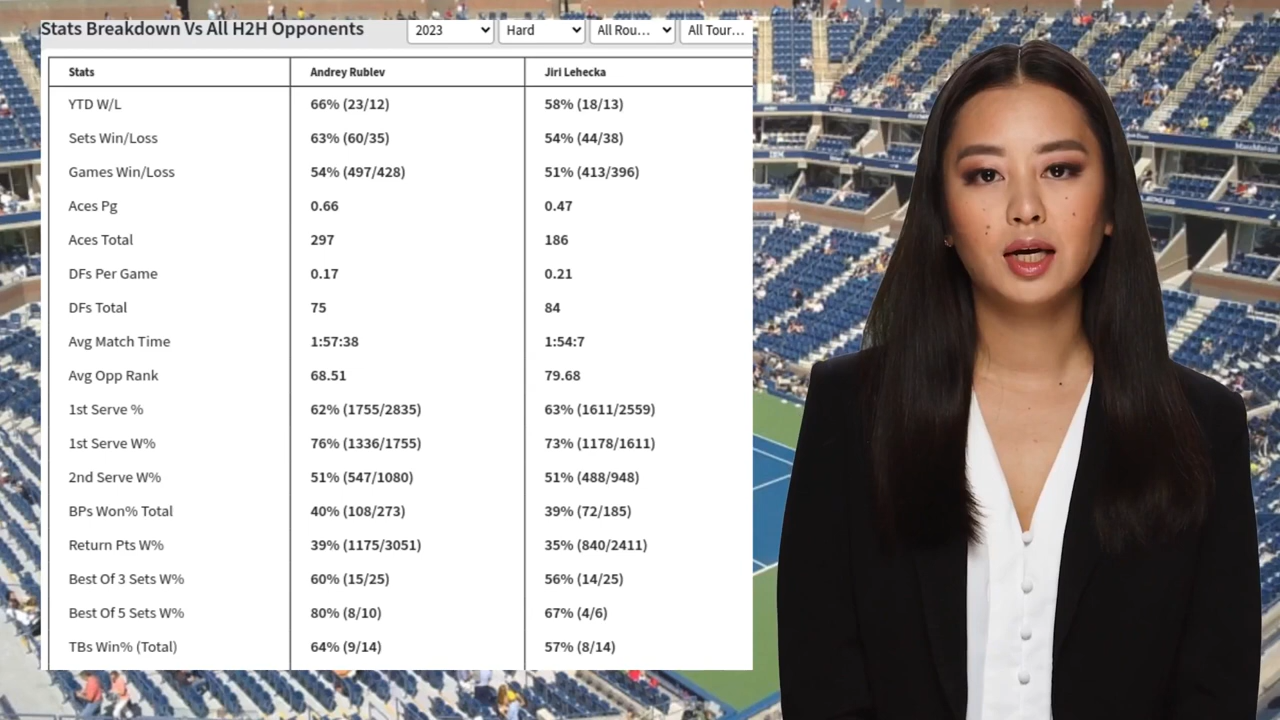 Stats Breakdown Vs All H2H Opponents 2023 Hard All Rou... All Tour...
Stats Andrey Rublev Jiri Lehecka
YTD W/L 66% (23/12) 58% (18/13)
Sets Win/Loss 63% (60/35) 54% (44/38)
Games Win/Loss 54% (497/428) 51% (413/396)
Aces Pg 0.66 0.47
Aces Total 297 186
DFs Per Game 0.17 0.21
DFs Total 75 84
Avg Match Time 1:57:38 1:54:7
Avg Opp Rank 68.51 79.68
1st Serve % 62% (1755/2835) 63% (1611/2559)
1st Serve W% 76% (1336/1755) 73% (1178/1611)
2nd Serve W% 51% (547/1080) 51% (488/948)
BPs Won% Total 40% (108/273) 39% (72/185)
Return Pts W% 39% (1175/3051) 35% (840/2411)
Best Of 3 Sets W% 60% (15/25) 56% (14/25)
Best Of 5 Sets W% 80% (8/10) 67% (4/6)
TBs Win% (Total) 64% (9/14) 57% (8/14)